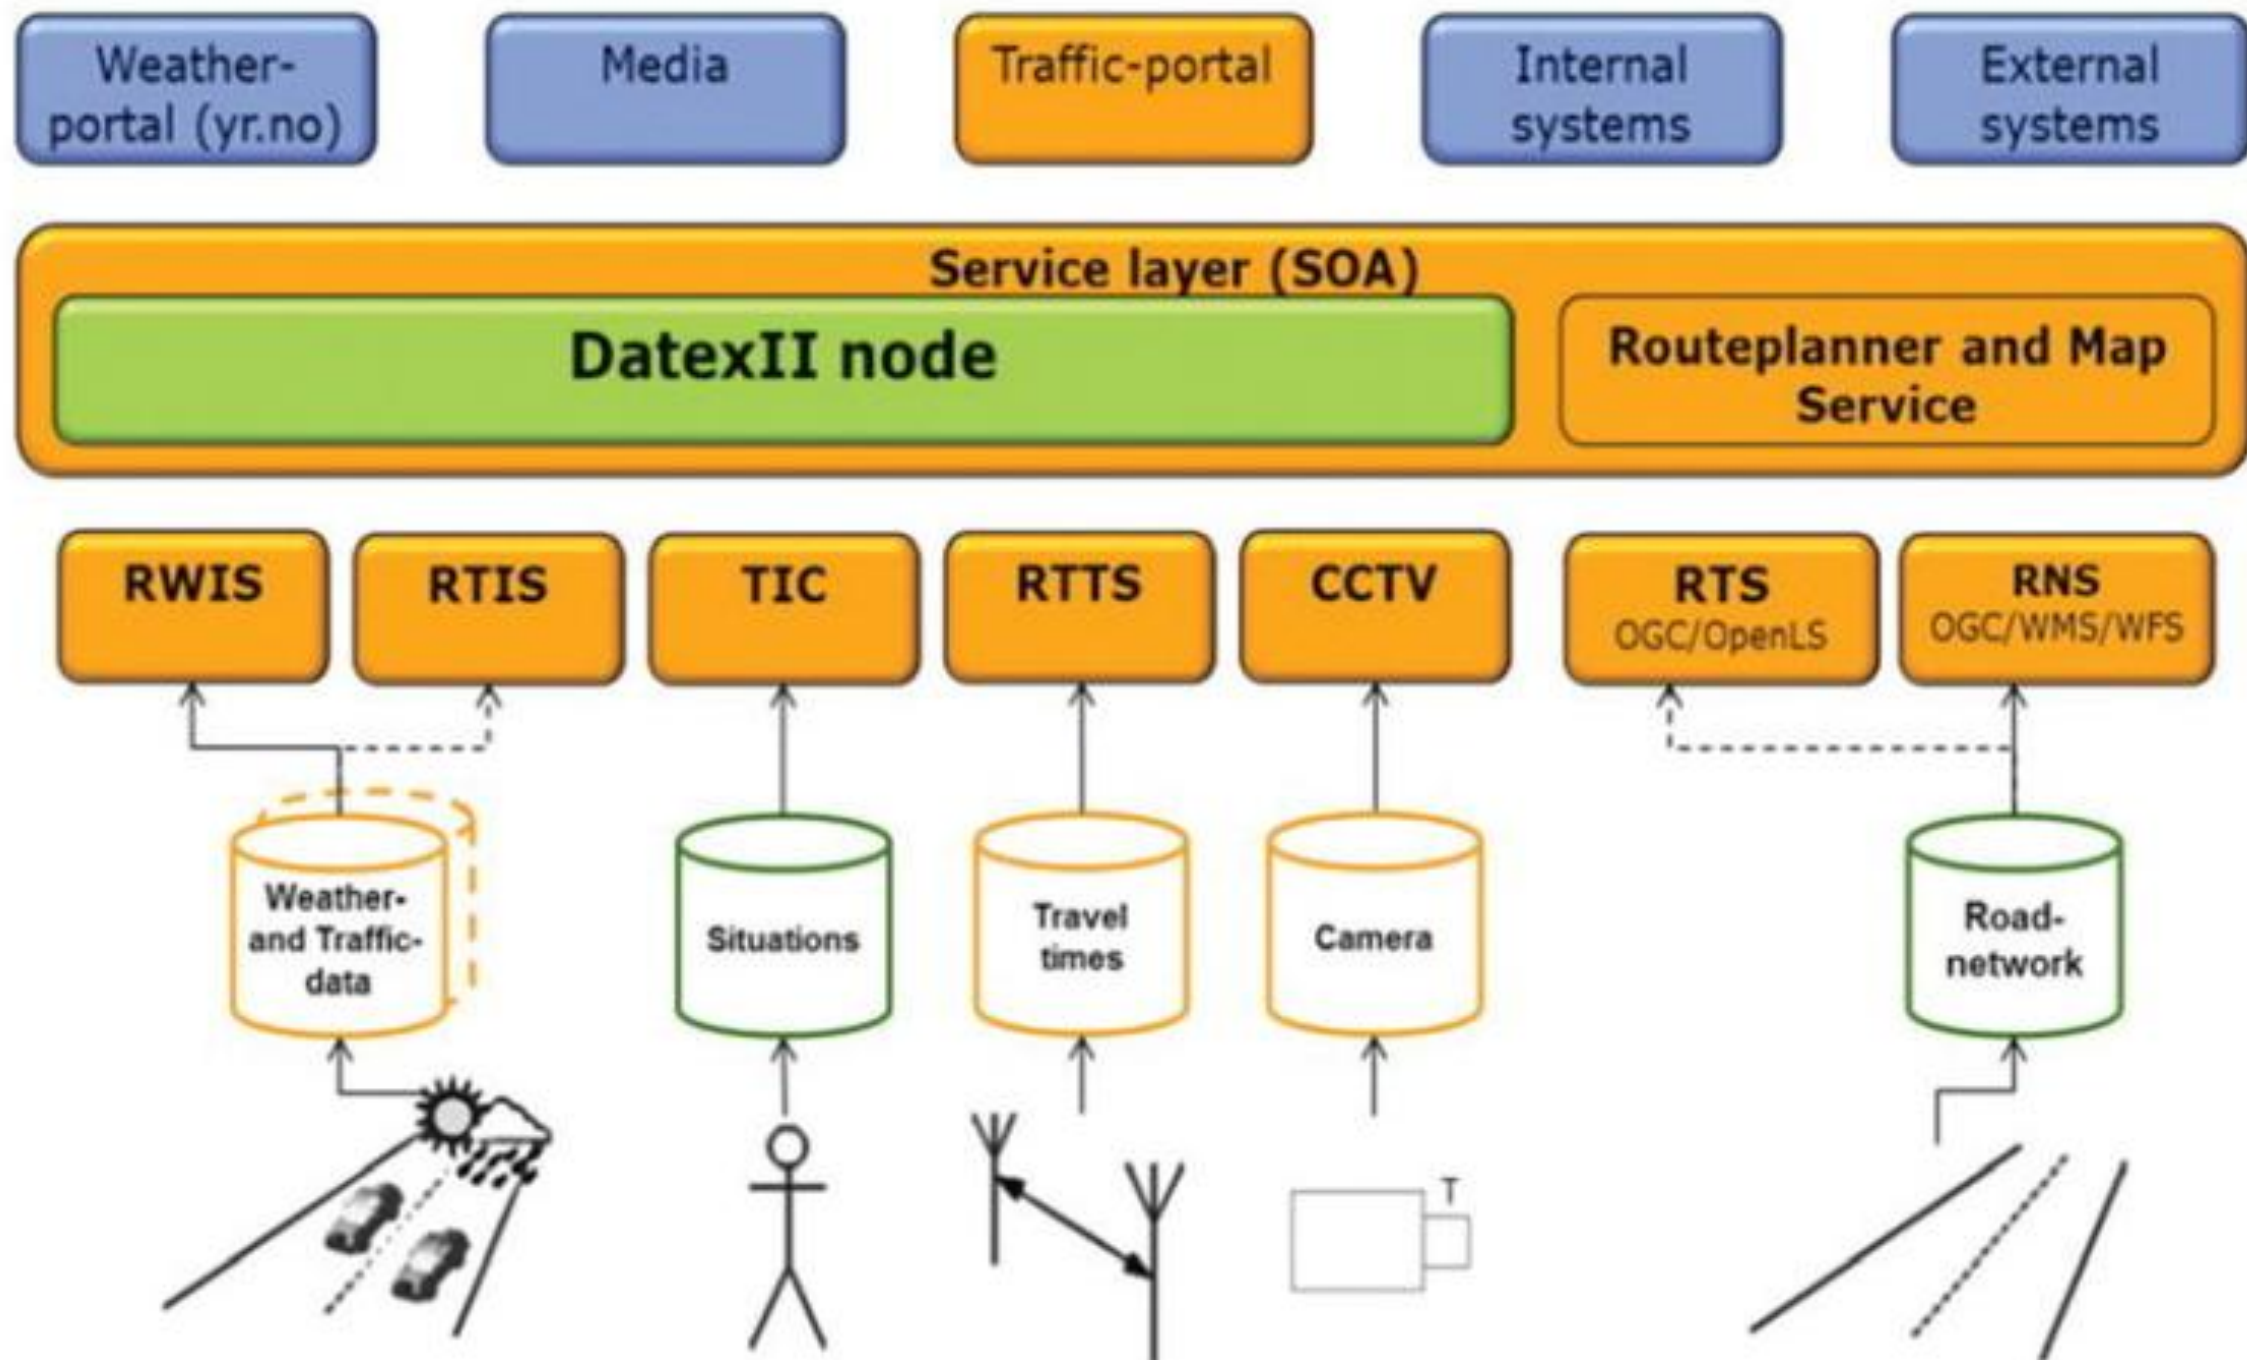 Weather-
portal (yr.no)
Media
Traffic-portal
Internal
systems
External
systems
Service layer (SOA)
DatexII node
Routeplanner and Map
Service
RWIS
RTIS
TIC
RTTS
CCTV
RTS
OGC/OpenLS
RNS
OGC/WMS/WFS
Weather-
and Traffic-
data
Situations
Travel
times
Camera
Road-
network
T